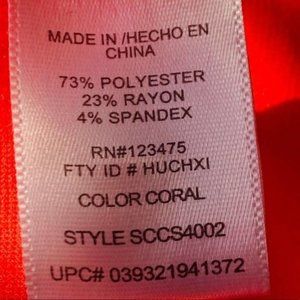 MADE IN /HECHO EN
CHINA
73% POLYESTER
23% RAYON
4% SPANDEX
RN#123475
FTY ID # HUCHXI
COLOR CORAL
STYLE SCCS4002
UPC# 039321941372